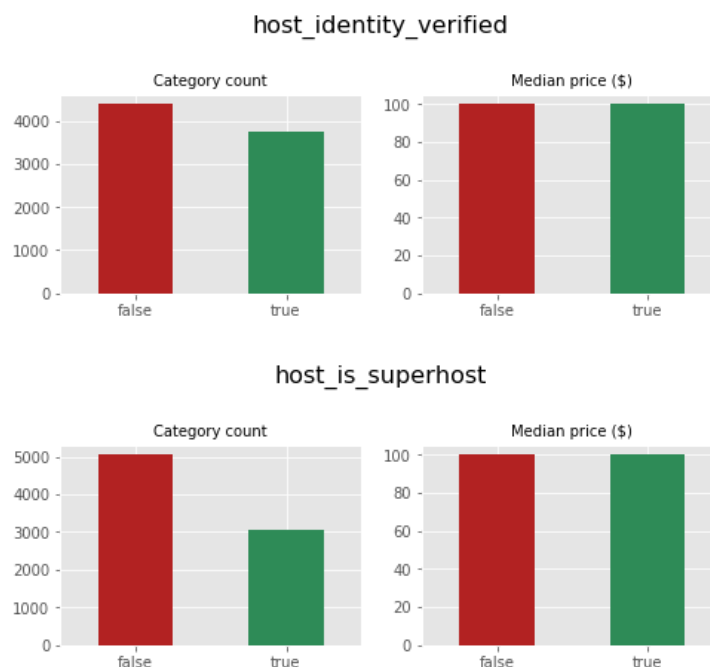 host_identity_verified
Category count
Median price ($)
4000
3000
2000
1000
0
false
true
100
80
60
40
20
0
false
true
host_is_superhost
Category count
Median price ($)
5000
4000
3000
2000
1000
0
false
true
100
80
60
40
20
0
false
true